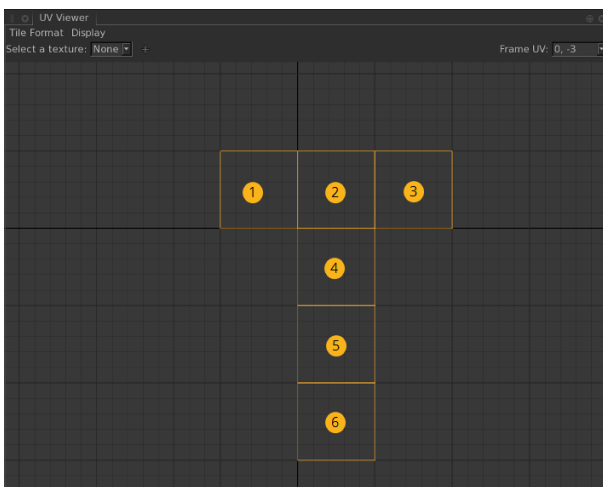 UV Viewer
Tile Format Display
Select a texture: None Frame UV: 0, -3
1 2 3
4
5
6